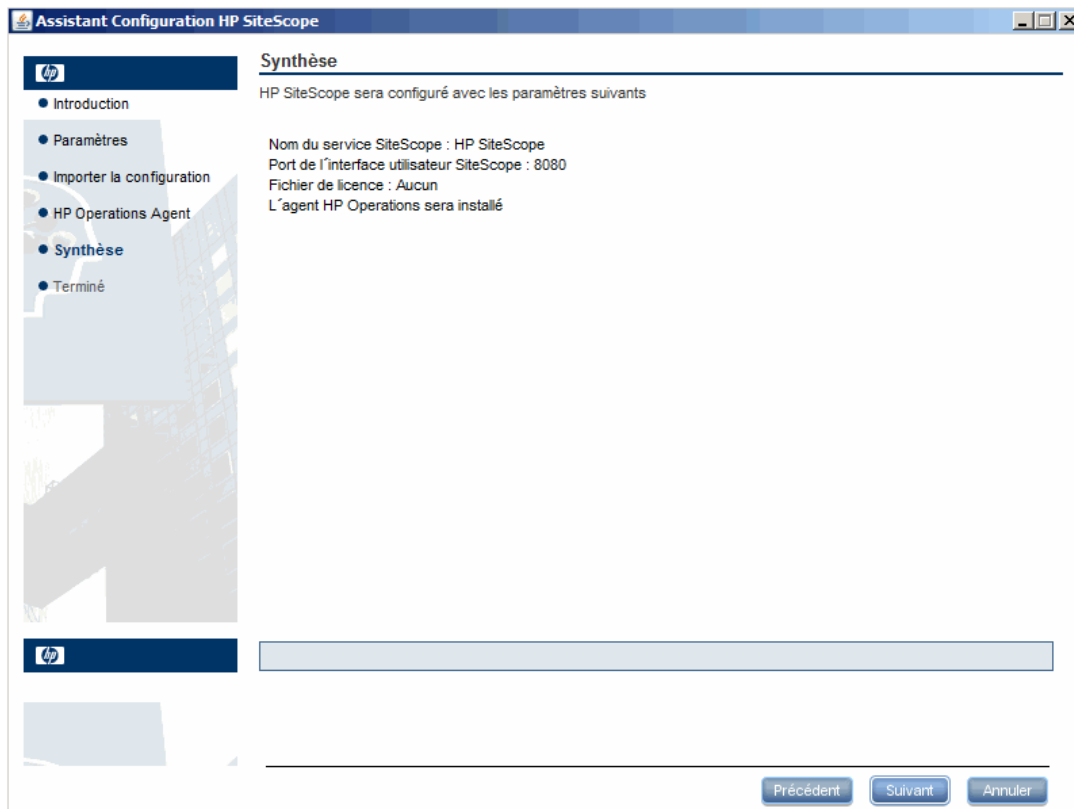 Assistant Configuration HP SiteScope
hp
Introduction
Paramètres
Importer la configuration
HP Operations Agent
Synthèse
Terminé
Synthèse
HP SiteScope sera configuré avec les paramètres suivants
Nom du service SiteScope : HP SiteScope
Port de l´interface utilisateur SiteScope : 8080
Fichier de licence : Aucun
L´agent HP Operations sera installé
hp
Précédent
Suivant
Annuler